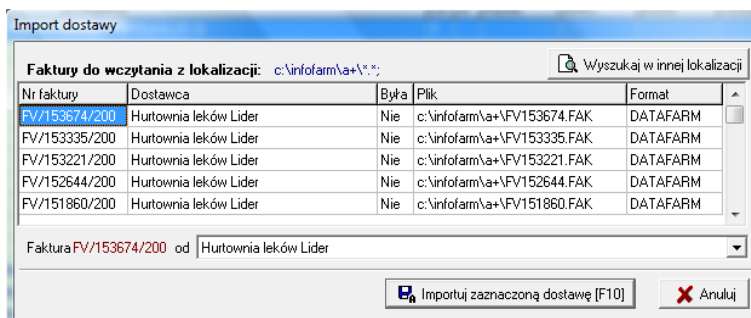 Import dostawy
Faktury do wczytania z lokalizacji: c:\infofarm\a+\*.*; Wyszukaj w innej lokalizacji
Nr faktury Dostawca Była Plik Format
FV/153674/200 Hurtownia leków Lider Nie c:\infofarm\a+\FV153674.FAK DATAFARM
FV/153335/200 Hurtownia leków Lider Nie c:\infofarm\a+\FV153335.FAK DATAFARM
FV/153221/200 Hurtownia leków Lider Nie c:\infofarm\a+\FV153221.FAK DATAFARM
FV/152644/200 Hurtownia leków Lider Nie c:\infofarm\a+\FV152644.FAK DATAFARM
FV/151860/200 Hurtownia leków Lider Nie c:\infofarm\a+\FV151860.FAK DATAFARM
Faktura FV/153674/200 od Hurtownia leków Lider
Importuj zaznaczoną dostawę [F10] Anuluj